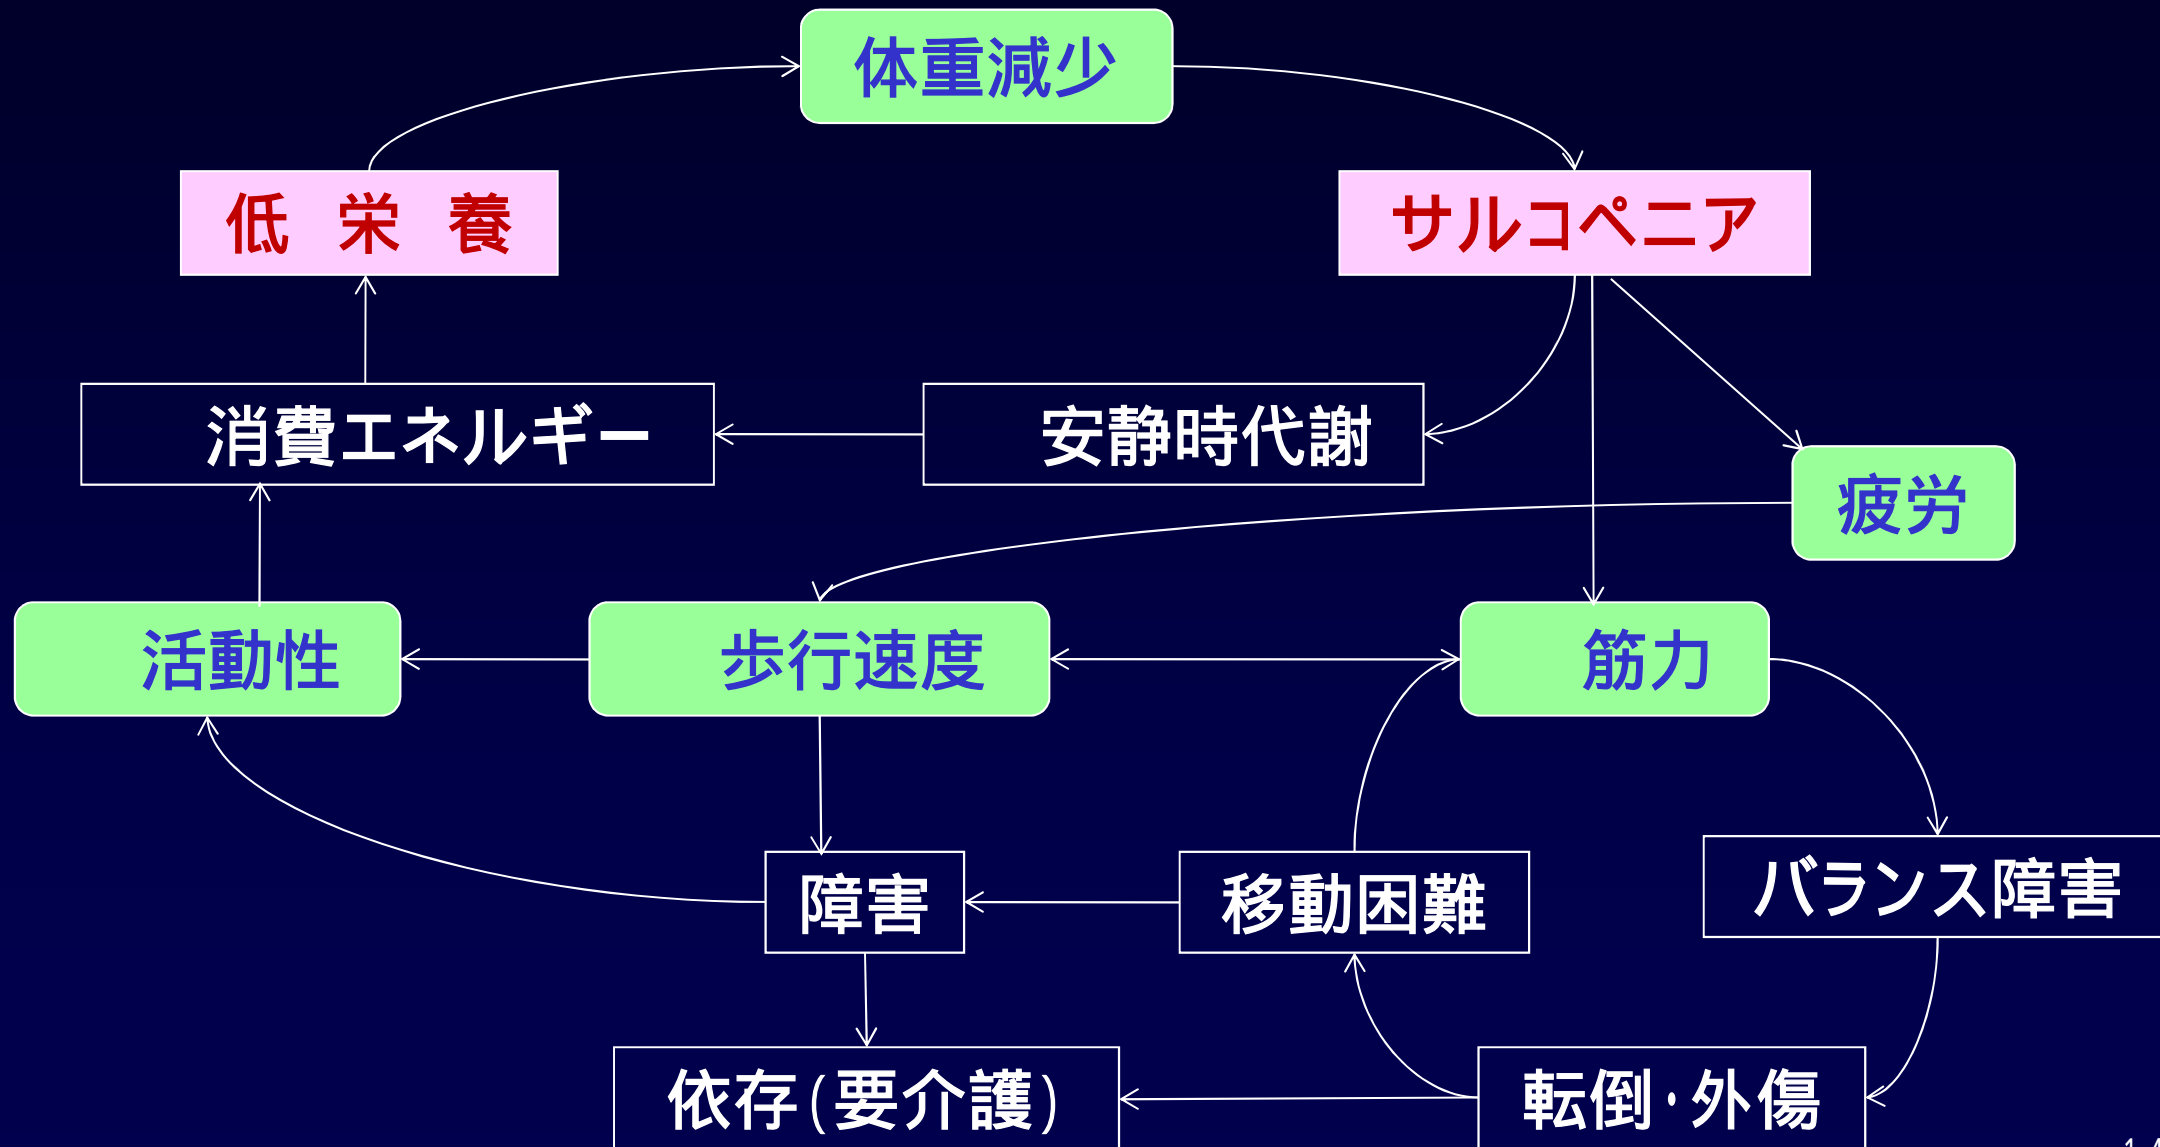 体重減少
低 栄 養
サルコペニア
消費エネルギー
安静時代謝
疲労
活動性
歩行速度
筋力
障害
移動困難
バランス障害
依存(要介護)
転倒･外傷